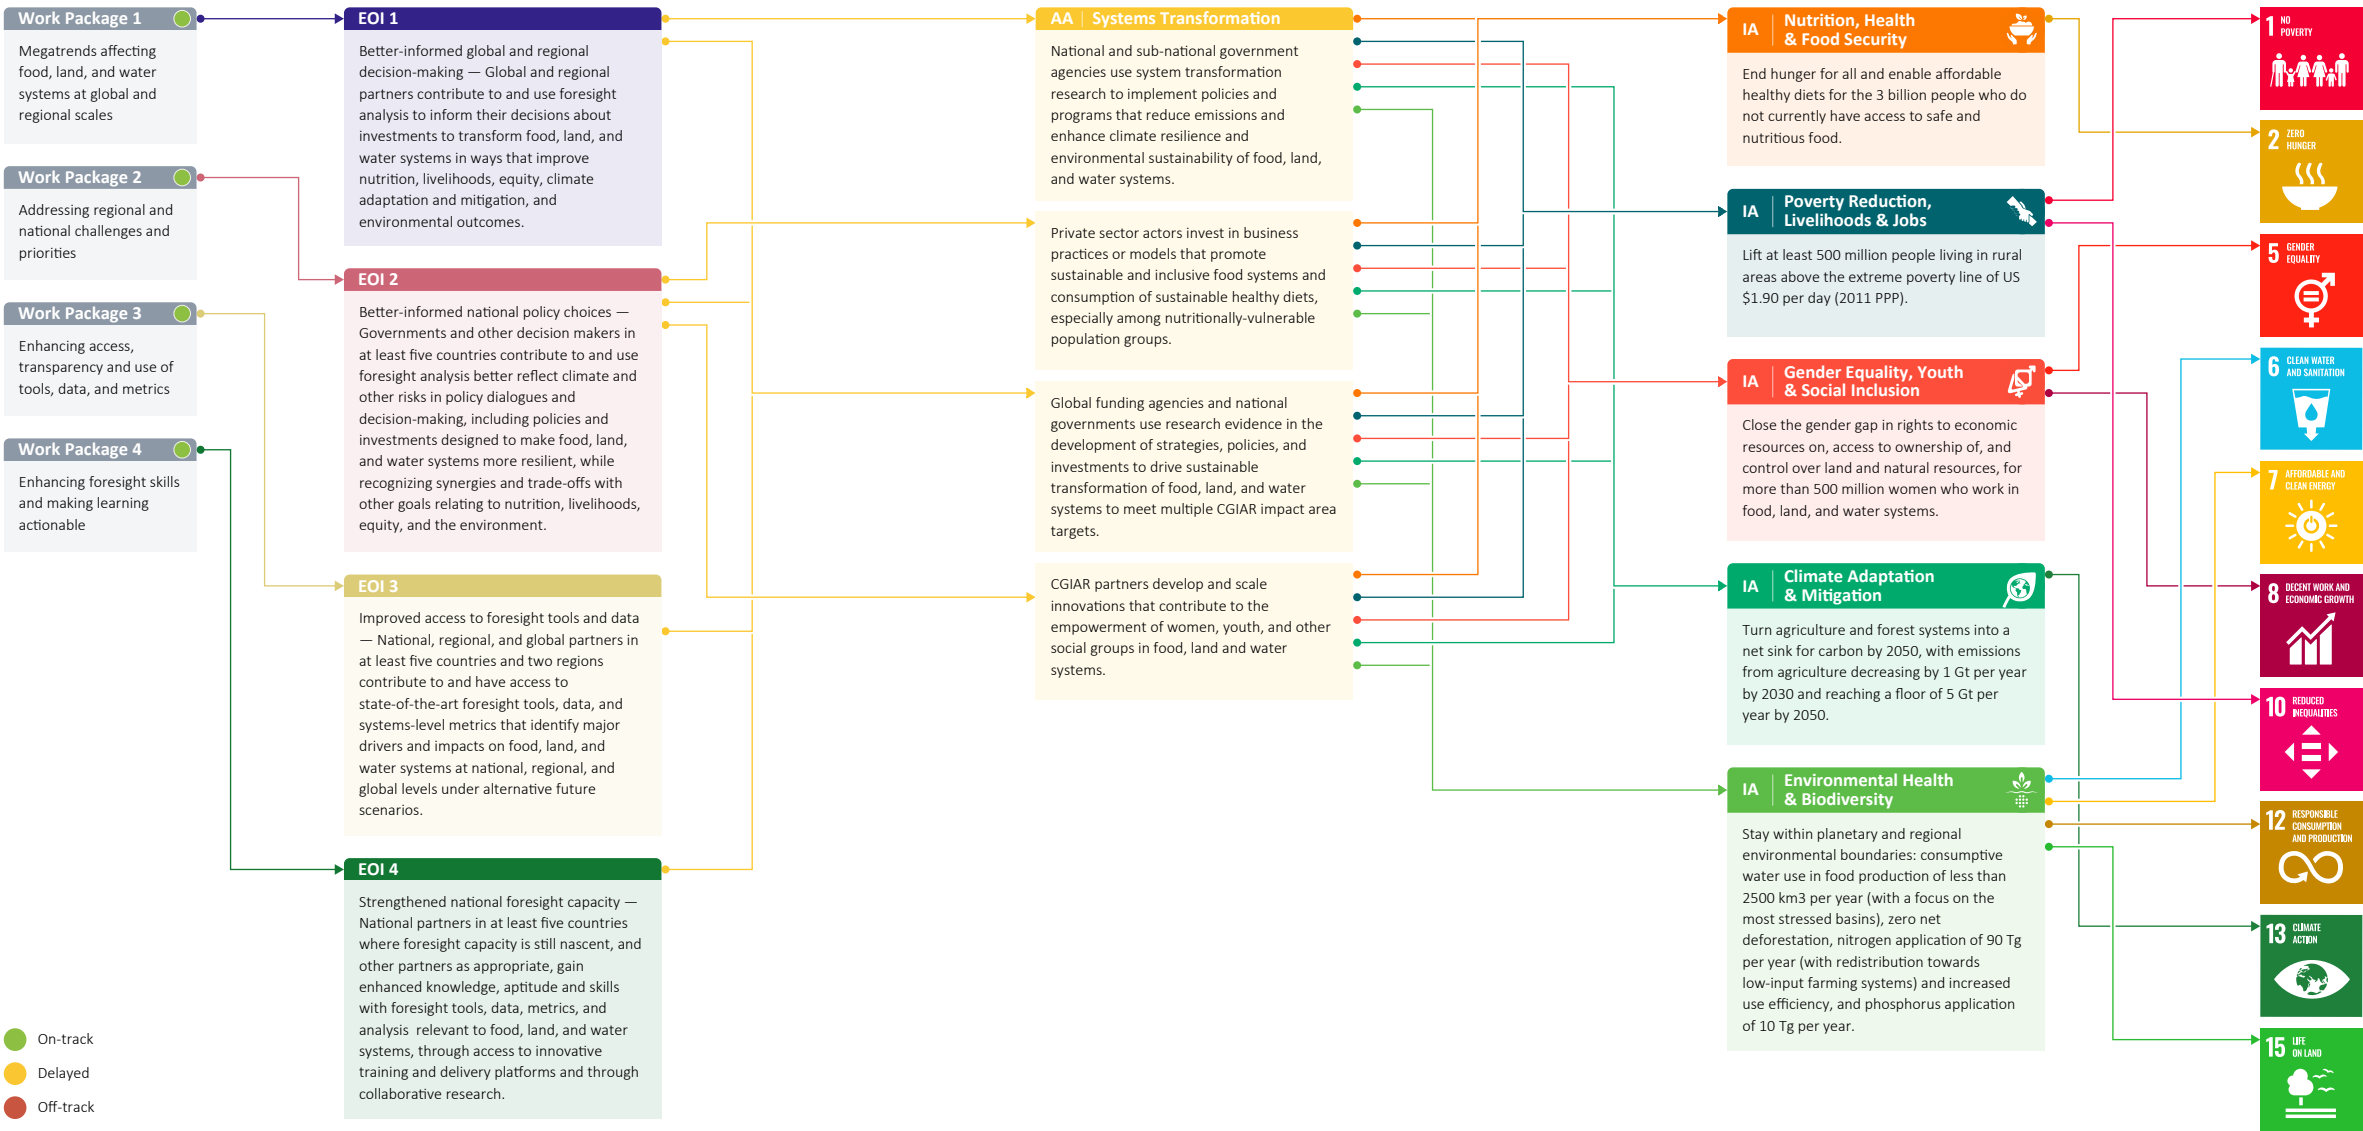 Work Package 1
Megatrends affecting
food, land, and water
systems at global and
regional scales
Work Package 2
Addressing regional and
national challenges and
priorities
Work Package 3
Enhancing access,
transparency and use of
tools, data, and metrics
Work Package 4
Enhancing foresight skills
and making learning
actionable
On-track
Delayed
Off-track
EOI 1
Better-informed global and regional
decision-making — Global and regional
partners contribute to and use foresight
analysis to inform their decisions about
investments to transform food, land, and
water systems in ways that improve
nutrition, livelihoods, equity, climate
adaptation and mitigation, and
environmental outcomes.
EOI 2
Better-informed national policy choices —
Governments and other decision makers in
at least five countries contribute to and use
foresight analysis better reflect climate and
other risks in policy dialogues and
decision-making, including policies and
investments designed to make food, land,
and water systems more resilient, while
recognizing synergies and trade-offs with
other goals relating to nutrition, livelihoods,
equity, and the environment.
EOI 3
Improved access to foresight tools and data
— National, regional, and global partners in
at least five countries and two regions
contribute to and have access to
state-of-the-art foresight tools, data, and
systems-level metrics that identify major
drivers and impacts on food, land, and
water systems at national, regional, and
global levels under alternative future
scenarios.
EOI 4
Strengthened national foresight capacity —
National partners in at least five countries
where foresight capacity is still nascent, and
other partners as appropriate, gain
enhanced knowledge, aptitude and skills
with foresight tools, data, metrics, and
analysis relevant to food, land, and water
systems, through access to innovative
training and delivery platforms and through
collaborative research.
AA | Systems Transformation
National and sub-national government
agencies use system transformation
research to implement policies and
programs that reduce emissions and
enhance climate resilience and
environmental sustainability of food, land,
and water systems.
Private sector actors invest in business
practices or models that promote
sustainable and inclusive food systems and
consumption of sustainable healthy diets,
especially among nutritionally-vulnerable
population groups.
Global funding agencies and national
governments use research evidence in the
development of strategies, policies, and
investments to drive sustainable
transformation of food, land, and water
systems to meet multiple CGIAR impact area
targets.
CGIAR partners develop and scale
innovations that contribute to the
empowerment of women, youth, and other
social groups in food, land and water
systems.
IA
Nutrition, Health
& Food Security
End hunger for all and enable affordable
healthy diets for the 3 billion people who do
not currently have access to safe and
nutritious food.
IA
Poverty Reduction,
Livelihoods & Jobs
Lift at least 500 million people living in rural
areas above the extreme poverty line of US
$1.90 per day (2011 PPP).
IA
Gender Equality, Youth
& Social Inclusion
Close the gender gap in rights to economic
resources on, access to ownership of, and
control over land and natural resources, for
more than 500 million women who work in
food, land, and water systems.
IA
Climate Adaptation
& Mitigation
Turn agriculture and forest systems into a
net sink for carbon by 2050, with emissions
from agriculture decreasing by 1 Gt per year
by 2030 and reaching a floor of 5 Gt per
year by 2050.
IA
Environmental Health
& Biodiversity
Stay within planetary and regional
environmental boundaries: consumptive
water use in food production of less than
2500 km3 per year (with a focus on the
most stressed basins), zero net
deforestation, nitrogen application of 90 Tg
per year (with redistribution towards
low-input farming systems) and increased
use efficiency, and phosphorus application
of 10 Tg per year.
1 NO
POVERTY
2 ZERO
HUNGER
5 GENDER
EQUALITY
6 CLEAN WATER
AND SANITATION
7 AFFORDABLE AND
CLEAN ENERGY
8 DECENT WORK AND
ECONOMIC GROWTH
10 REDUCED
INEQUALITIES
12 RESPONSIBLE
CONSUMPTION
AND PRODUCTION
13 CLIMATE
ACTION
15 LIFE
ON LAND